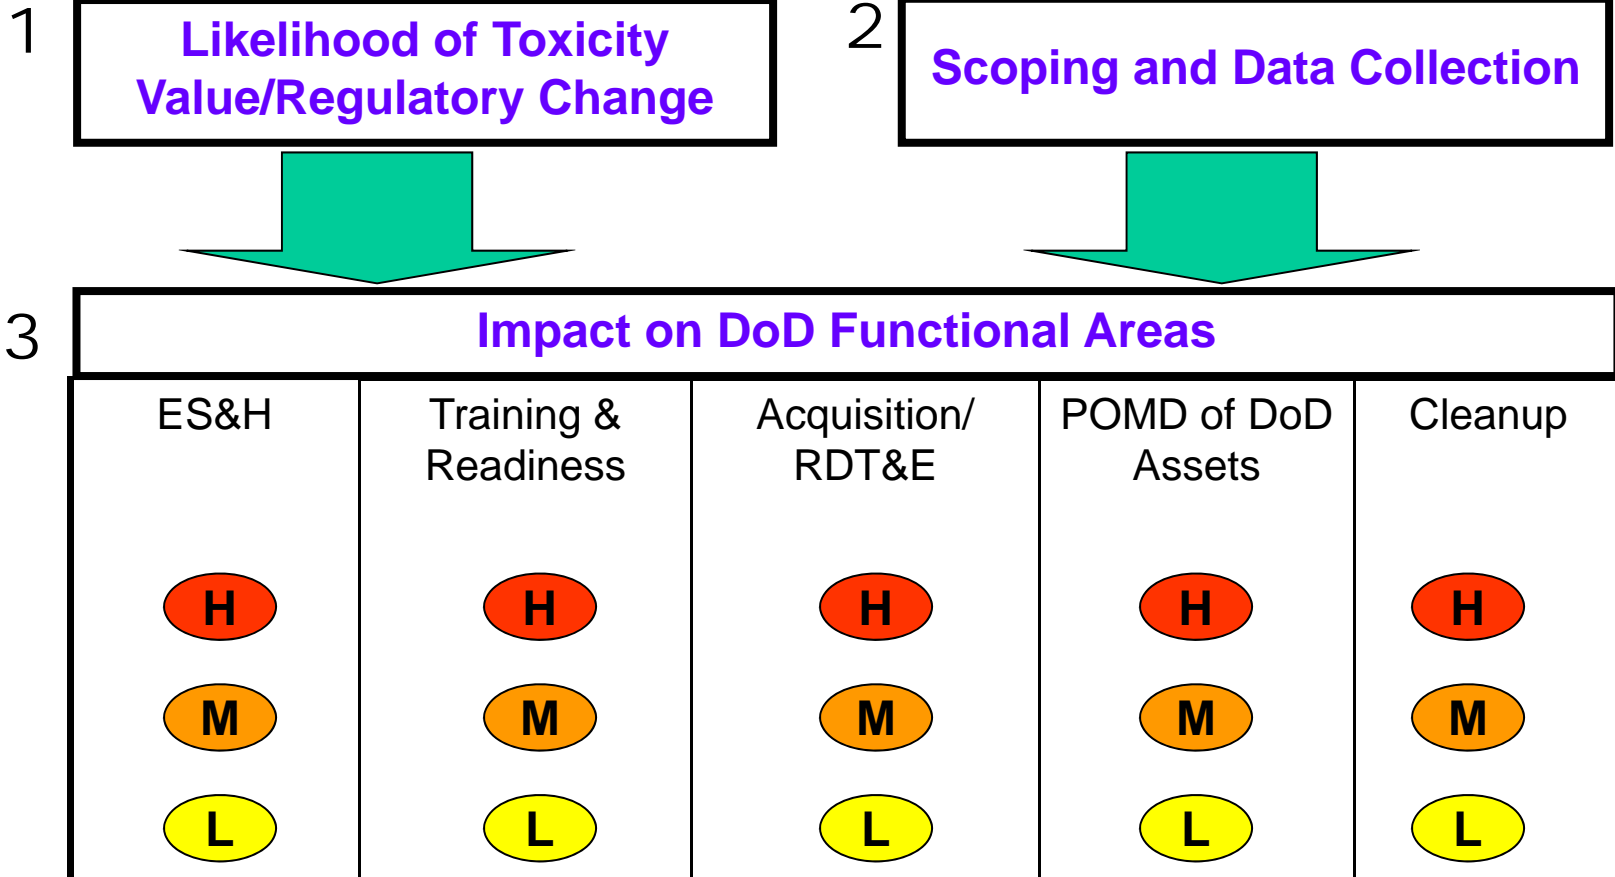 1
Likelihood of Toxicity
Value/Regulatory Change
2
Scoping and Data Collection
3
Impact on DoD Functional Areas
ES&H
Training &
Readiness
Acquisition/
RDT&E
POMD of DoD
Assets
Cleanup
H H H H H
M M M M M
L L L L L